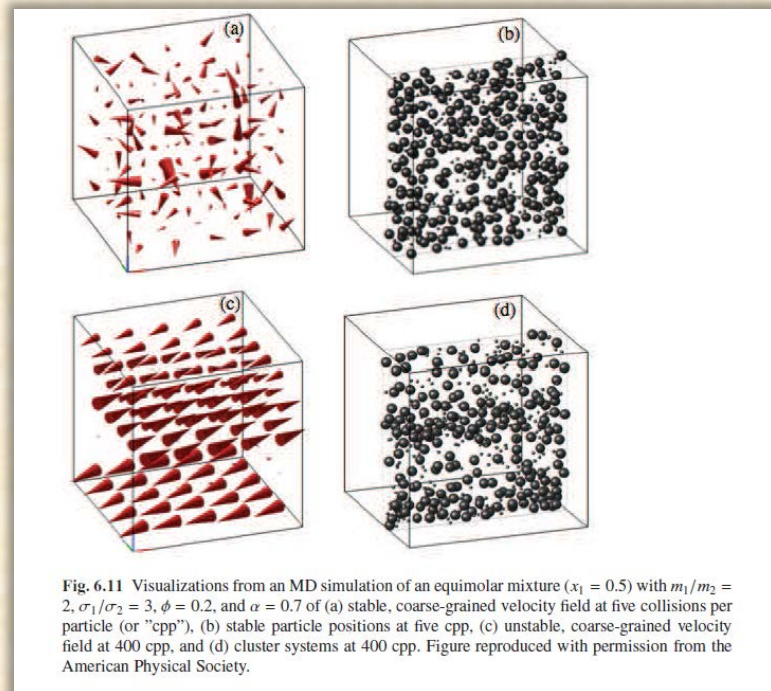 (a)
(b)
(c)
(d)
Fig. 6.11 Visualizations from an MD simulation of an equimolar mixture (x₁ = 0.5) with m₁/m₂ =
2, σ₁/σ₂ = 3, ϕ = 0.2, and α = 0.7 of (a) stable, coarse-grained velocity field at five collisions per
particle (or ”cpp”), (b) stable particle positions at five cpp, (c) unstable, coarse-grained velocity
field at 400 cpp, and (d) cluster systems at 400 cpp. Figure reproduced with permission from the
American Physical Society.